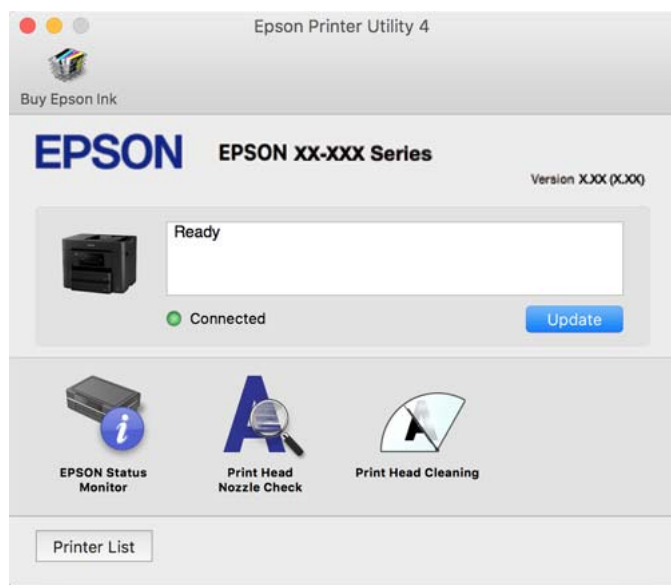 Epson Printer Utility 4
Buy Epson Ink
EPSON
EPSON XX-XXX Series
Version X.XX (X.XX)
Ready
Connected
Update
EPSON Status
Monitor
Print Head
Nozzle Check
Print Head Cleaning
Printer List